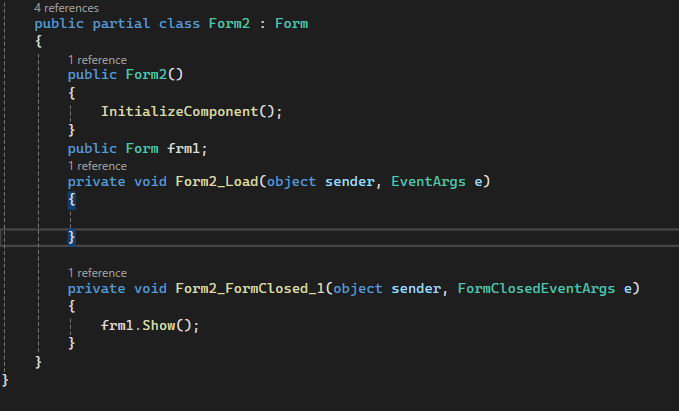 4 references
public partial class Form2 : Form
{
1 reference
public Form2()
{
InitializeComponent();
}
public Form frm1;
1 reference
private void Form2_Load(object sender, EventArgs e)
{
}
1 reference
private void Form2_FormClosed_1(object sender, FormClosedEventArgs e)
{
frm1.Show();
}
}
}